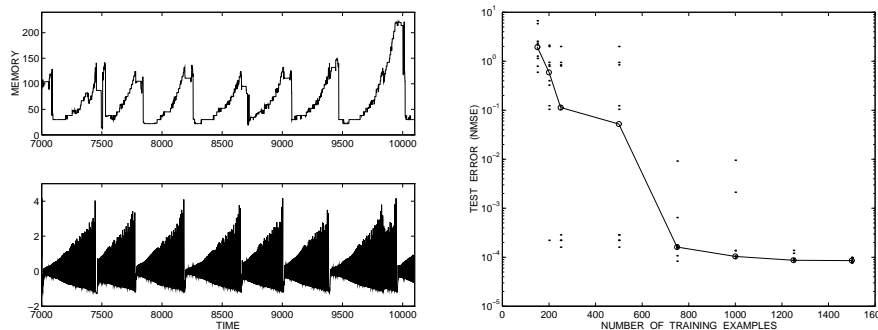 200
150
100
50
0
MEMORY
7000 7500 8000 8500 9000 9500 10000
4
2
0
−2
7000 7500 8000 8500 9000 9500 10000
TIME
10^1
10^0
10^−1
10^−2
10^−3
10^−4
10^−5
TEST ERROR (NMSE)
0 200 400 600 800 1000 1200 1400 1600
NUMBER OF TRAINING EXAMPLES